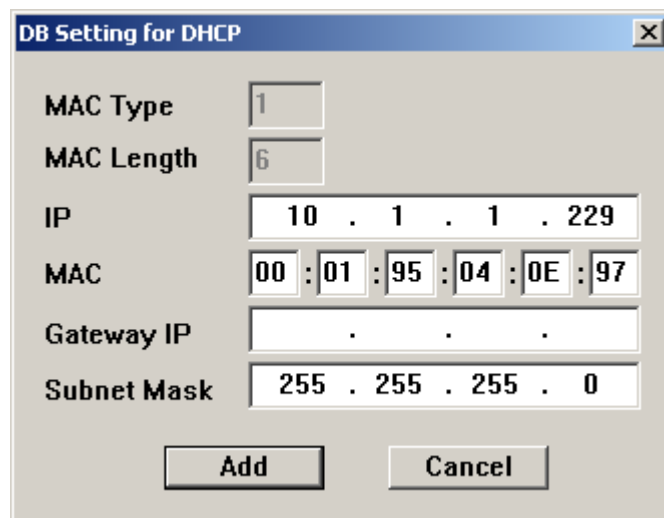 DB Setting for DHCP
MAC Type 1
MAC Length 6
IP 10 . 1 . 1 . 229
MAC 00 : 01 : 95 : 04 : 0E : 97
Gateway IP . . .
Subnet Mask 255 . 255 . 255 . 0
Add Cancel